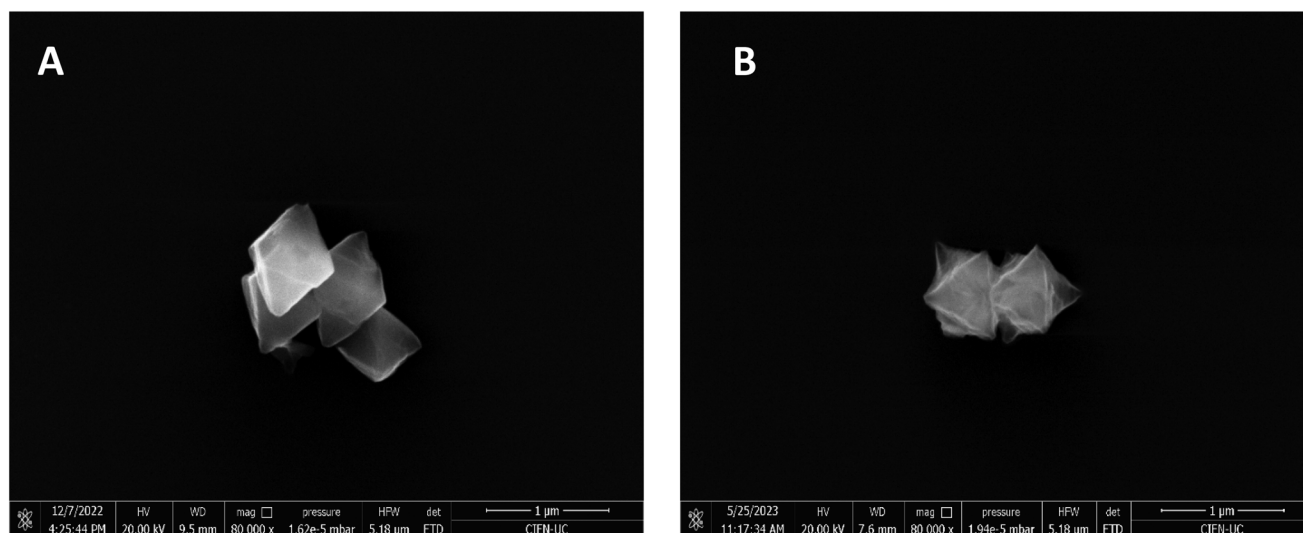 A
12/7/2022 HV WD mag pressure HFW det
4:25:44 PM 20.00 kV 9.5 mm 80 000 x 1.62e-5 mbar 5.18 µm ETD
1 µm
CIEN-UC
B
5/25/2023 HV WD mag pressure HFW det
11:17:34 AM 20.00 kV 7.6 mm 80 000 x 1.94e-5 mbar 5.18 µm ETD
1 µm
CIEN-UC